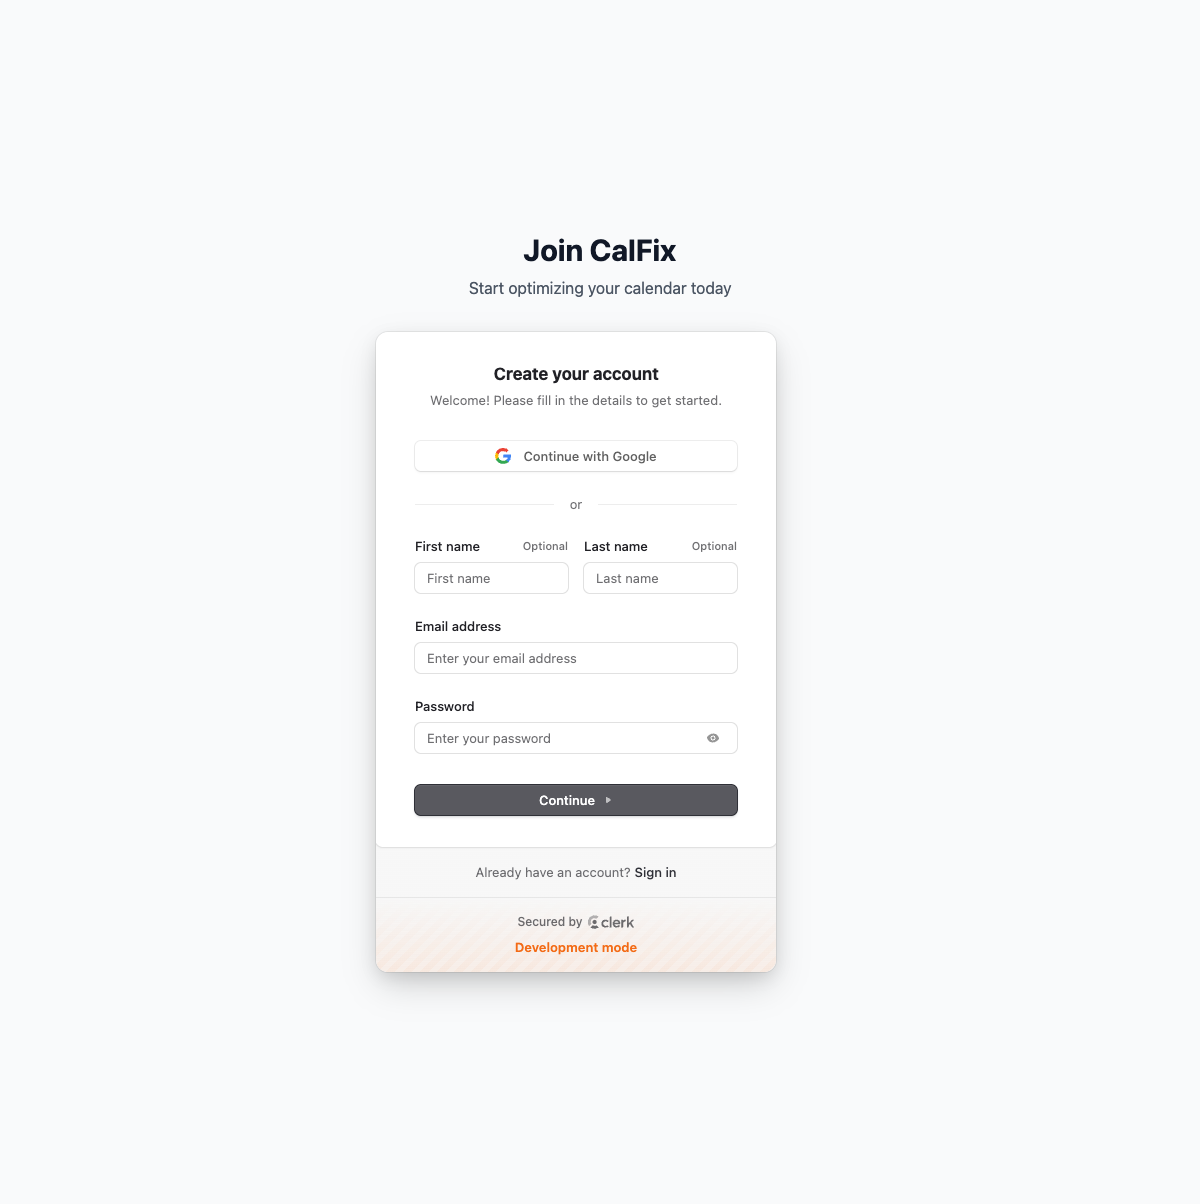 Join CalFix
Start optimizing your calendar today
Create your account
Welcome! Please fill in the details to get started.
Continue with Google
or
First name Optional Last name Optional
First name Last name
Email address
Enter your email address
Password
Enter your password
Continue
Already have an account? Sign in
Secured by clerk
Development mode